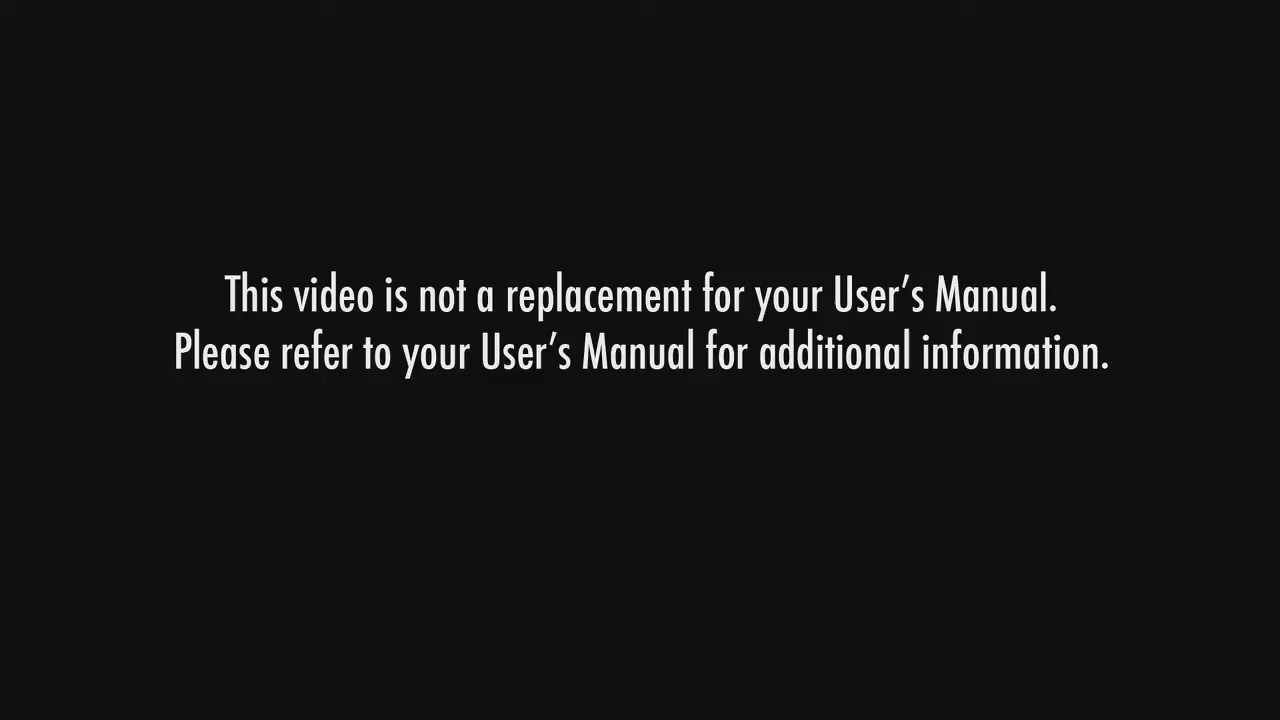 This video is not a replacement for your User’s Manual.
Please refer to your User’s Manual for additional information.